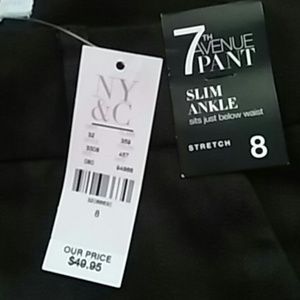 NY
&C
32 359
3308 457
080 84866
8
OUR PRICE
$49.95
7TH
AVENUE
PANT
SLIM
ANKLE
sits just below waist
STRETCH 8